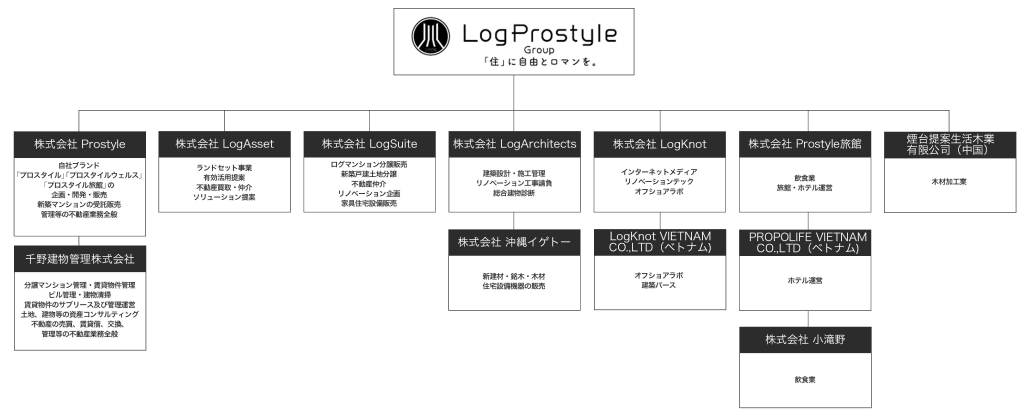 LogProstyle
Group
「住」に自由とロマンを。
株式会社 Prostyle
自社ブランド
「プロスタイル」「プロスタイルウェルス」
「プロスタイル旅館」の
企画・開発・販売
新築マンションの受託販売
管理等の不動産業務全般
千野建物管理株式会社
分譲マンション管理・賃貸物件管理
ビル管理・建物清掃
賃貸物件のサブリース及び管理運営
土地、建物等の資産コンサルティング
不動産の売買、賃貸借、交換、
管理等の不動産業務全般
株式会社 LogAsset
ランドセット事業
有効活用提案
不動産買取・仲介
ソリューション提案
株式会社 LogSuite
ログマンション分譲販売
新築戸建土地分譲
不動産仲介
リノベーション企画
家具住宅設備販売
株式会社 LogArchitects
建築設計・施工管理
リノベーション工事請負
総合建物診断
株式会社 沖縄イゲトー
新建材・銘木・木材
住宅設備機器の販売
株式会社 LogKnot
インターネットメディア
リノベーションテック
オフショアラボ
LogKnot VIETNAM
CO.,LTD（ベトナム）
オフショアラボ
建築パース
株式会社 Prostyle旅館
飲食業
旅館・ホテル運営
PROPOLIFE VIETNAM
CO.,LTD（ベトナム）
ホテル運営
株式会社 小滝野
飲食業
煙台提案生活木業
有限公司（中国）
木材加工業